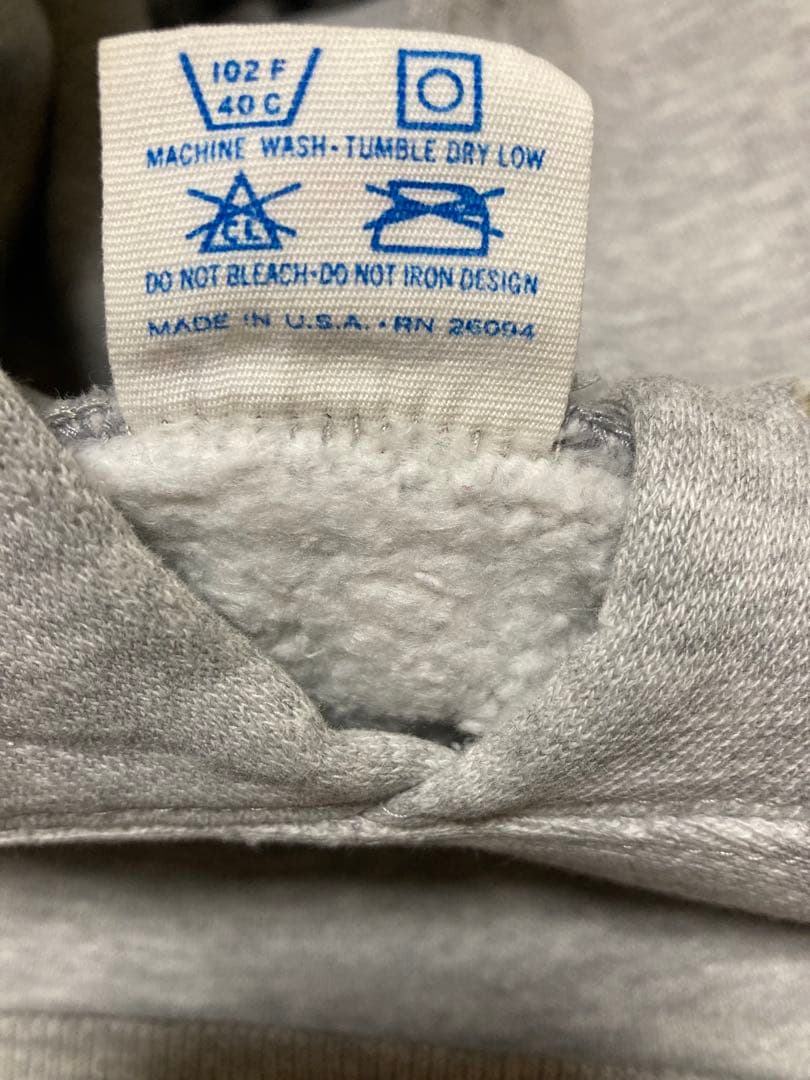 102 F
40 C
MACHINE WASH · TUMBLE DRY LOW
CL
DO NOT BLEACH · DO NOT IRON DESIGN
MADE IN U.S.A. · RN 26094